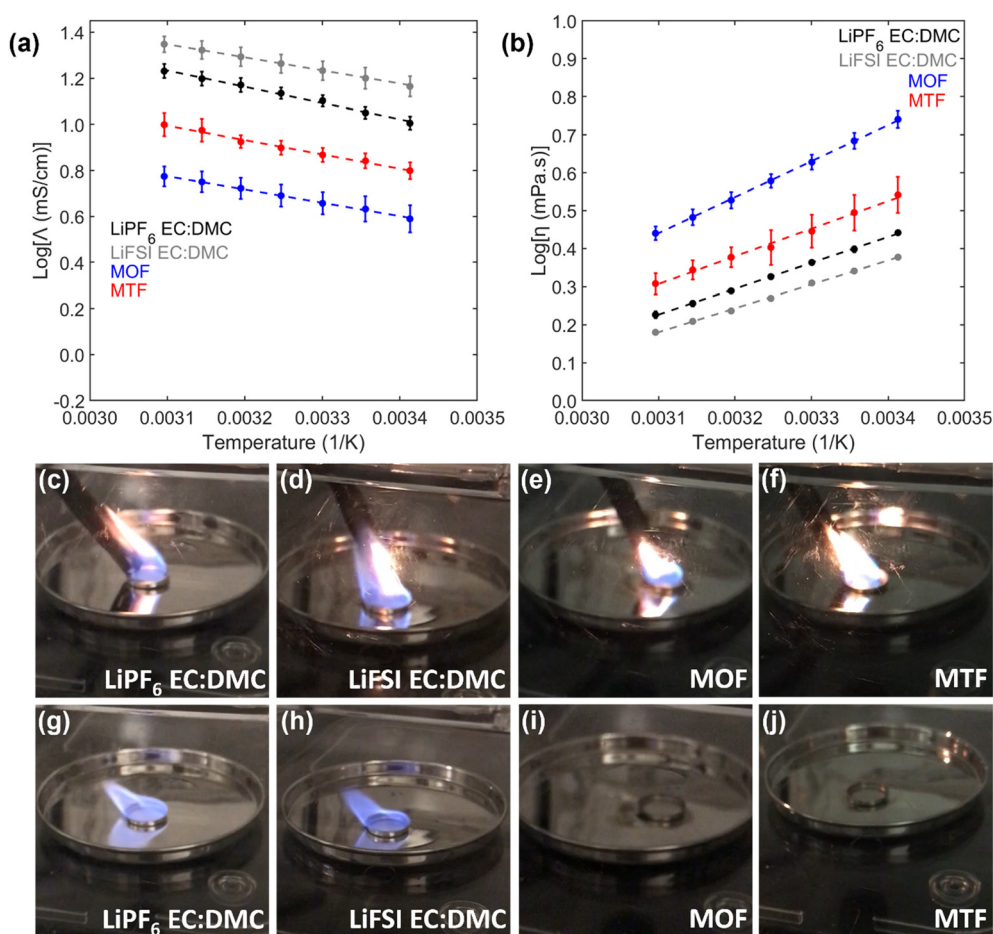 (a)
1.4
1.2
1.0
0.8
0.6
0.4
0.2
0.0
-0.2
Log[Λ (mS/cm)]
LiPF6 EC:DMC
LiFSI EC:DMC
MOF
MTF
0.0030 0.0031 0.0032 0.0033 0.0034 0.0035
Temperature (1/K)
(b)
1.0
0.9
0.8
0.7
0.6
0.5
0.4
0.3
0.2
0.1
0
Log[η (mPa.s)]
LiPF6 EC:DMC
LiFSI EC:DMC
MOF
MTF
0.0030 0.0031 0.0032 0.0033 0.0034 0.0035
Temperature (1/K)
(c)
LiPF6 EC:DMC
(d)
LiFSI EC:DMC
(e)
MOF
(f)
MTF
(g)
LiPF6 EC:DMC
(h)
LiFSI EC:DMC
(i)
MOF
(j)
MTF